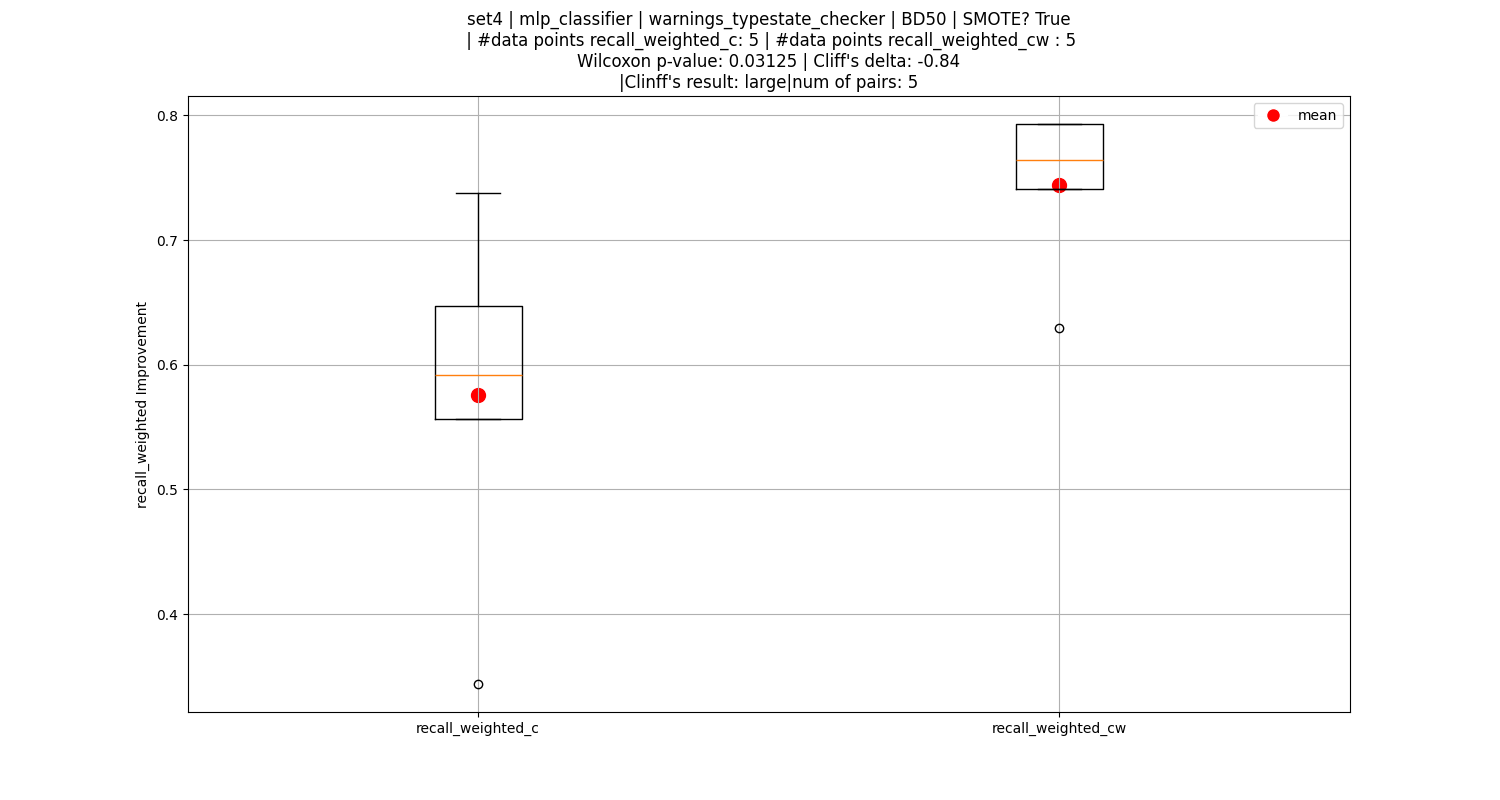 set4 | mlp_classifier | warnings_typestate_checker | BD50 | SMOTE? True
| #data points recall_weighted_c: 5 | #data points recall_weighted_cw : 5
Wilcoxon p-value: 0.03125 | Cliff's delta: -0.84
|Clinff's result: large|num of pairs: 5
mean
0.8
0.7
0.6
0.5
0.4
recall_weighted Improvement
recall_weighted_c
recall_weighted_cw